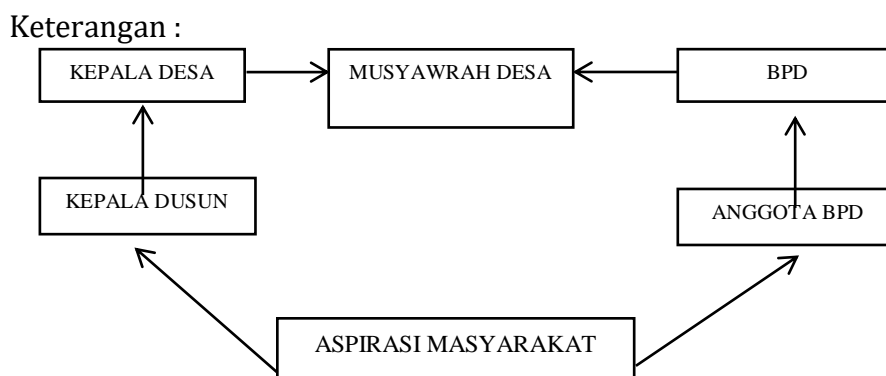 Keterangan :
KEPALA DESA
MUSYAWRAH DESA
BPD
KEPALA DUSUN
ANGGOTA BPD
ASPIRASI MASYARAKAT